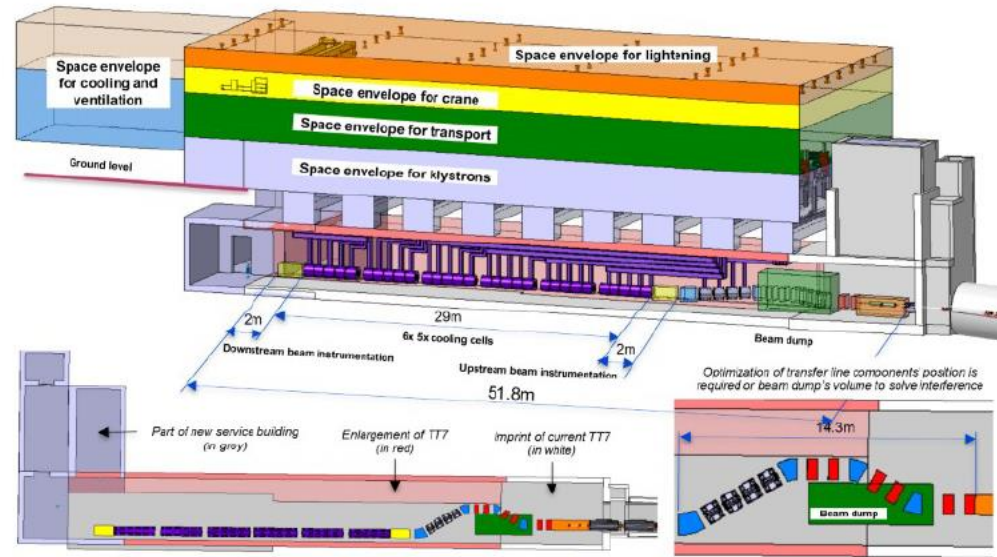 Space envelope for lightening
Space envelope
for cooling and
ventilation
Space envelope for crane
Space envelope for transport
Ground level
Space envelope for klystrons
2m
29m
6x 5x cooling cells
2m
Beam dump
Downstream beam instrumentation
Upstream beam instrumentation
51.8m
Optimization of transfer line components' position is
required or beam dump's volume to solve interference
Part of new service building
(in grey)
Enlargement of TT7
(in red)
Imprint of current TT7
(in white)
14.3m
Beam dump